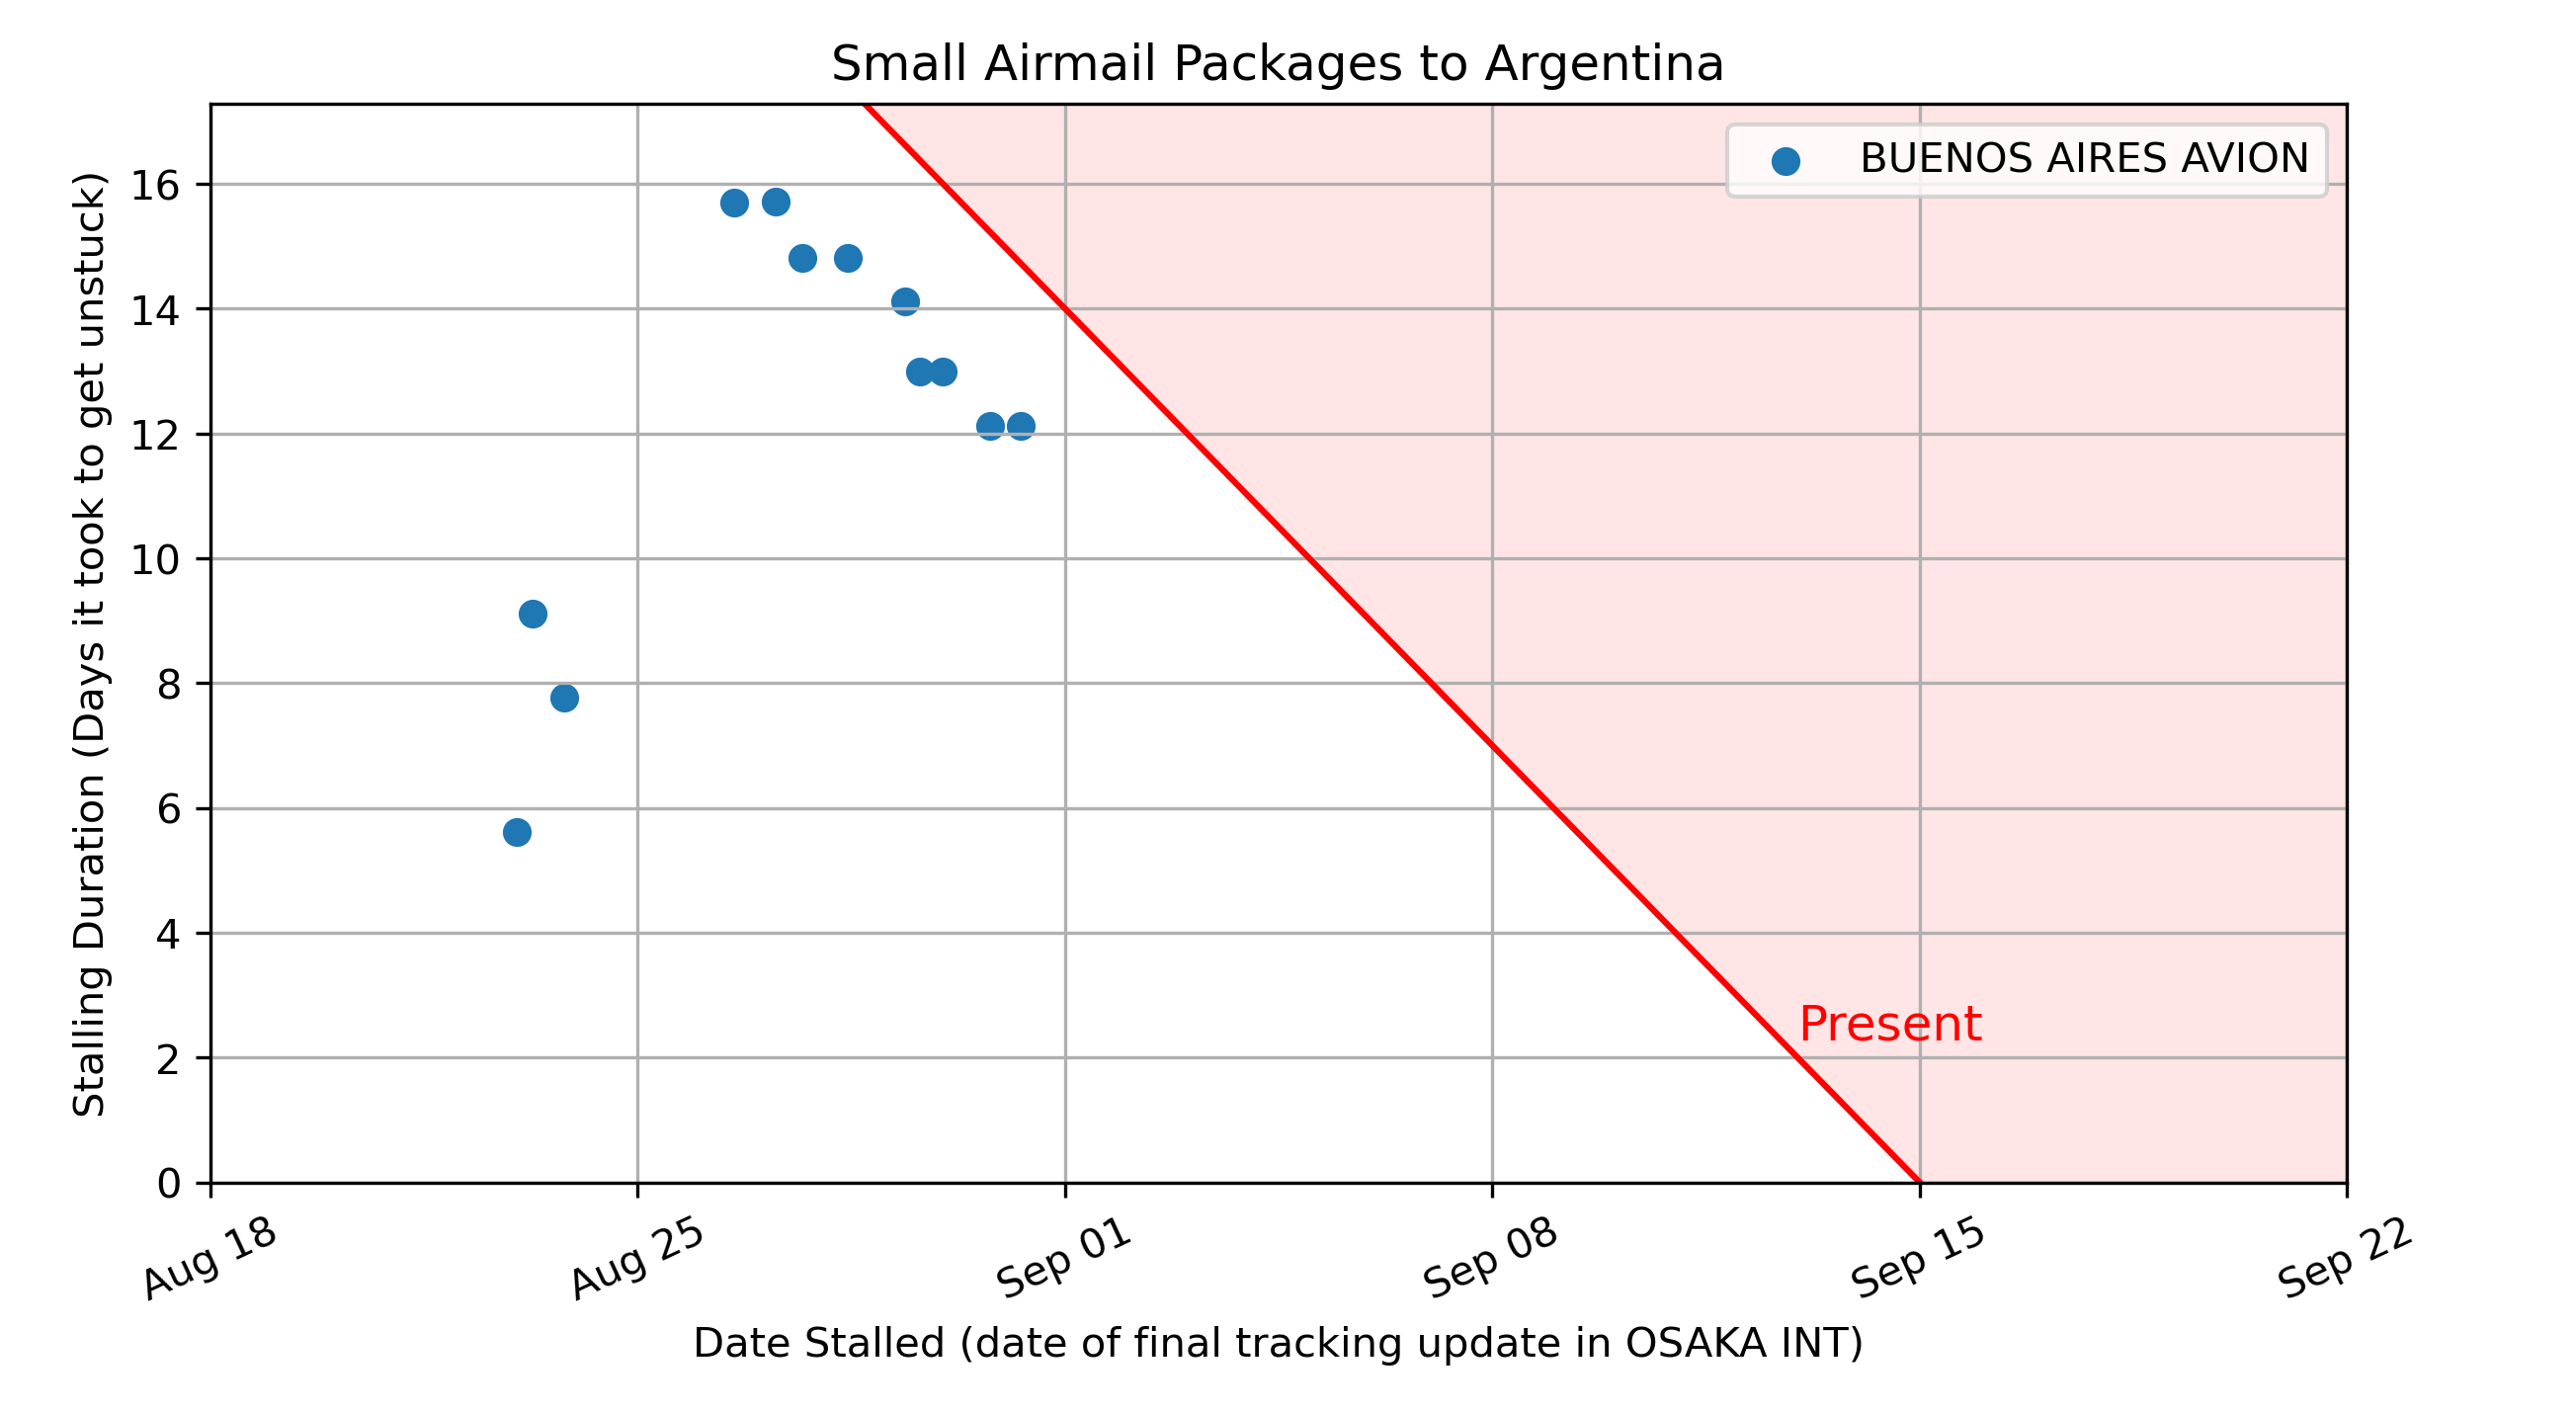 Small Airmail Packages to Argentina
BUENOS AIRES AVION
Stalling Duration (Days it took to get unstuck)
16
14
12
10
8
6
4
2
0
Present
Aug 18
Aug 25
Sep 01
Sep 08
Sep 15
Sep 22
Date Stalled (date of final tracking update in OSAKA INT)